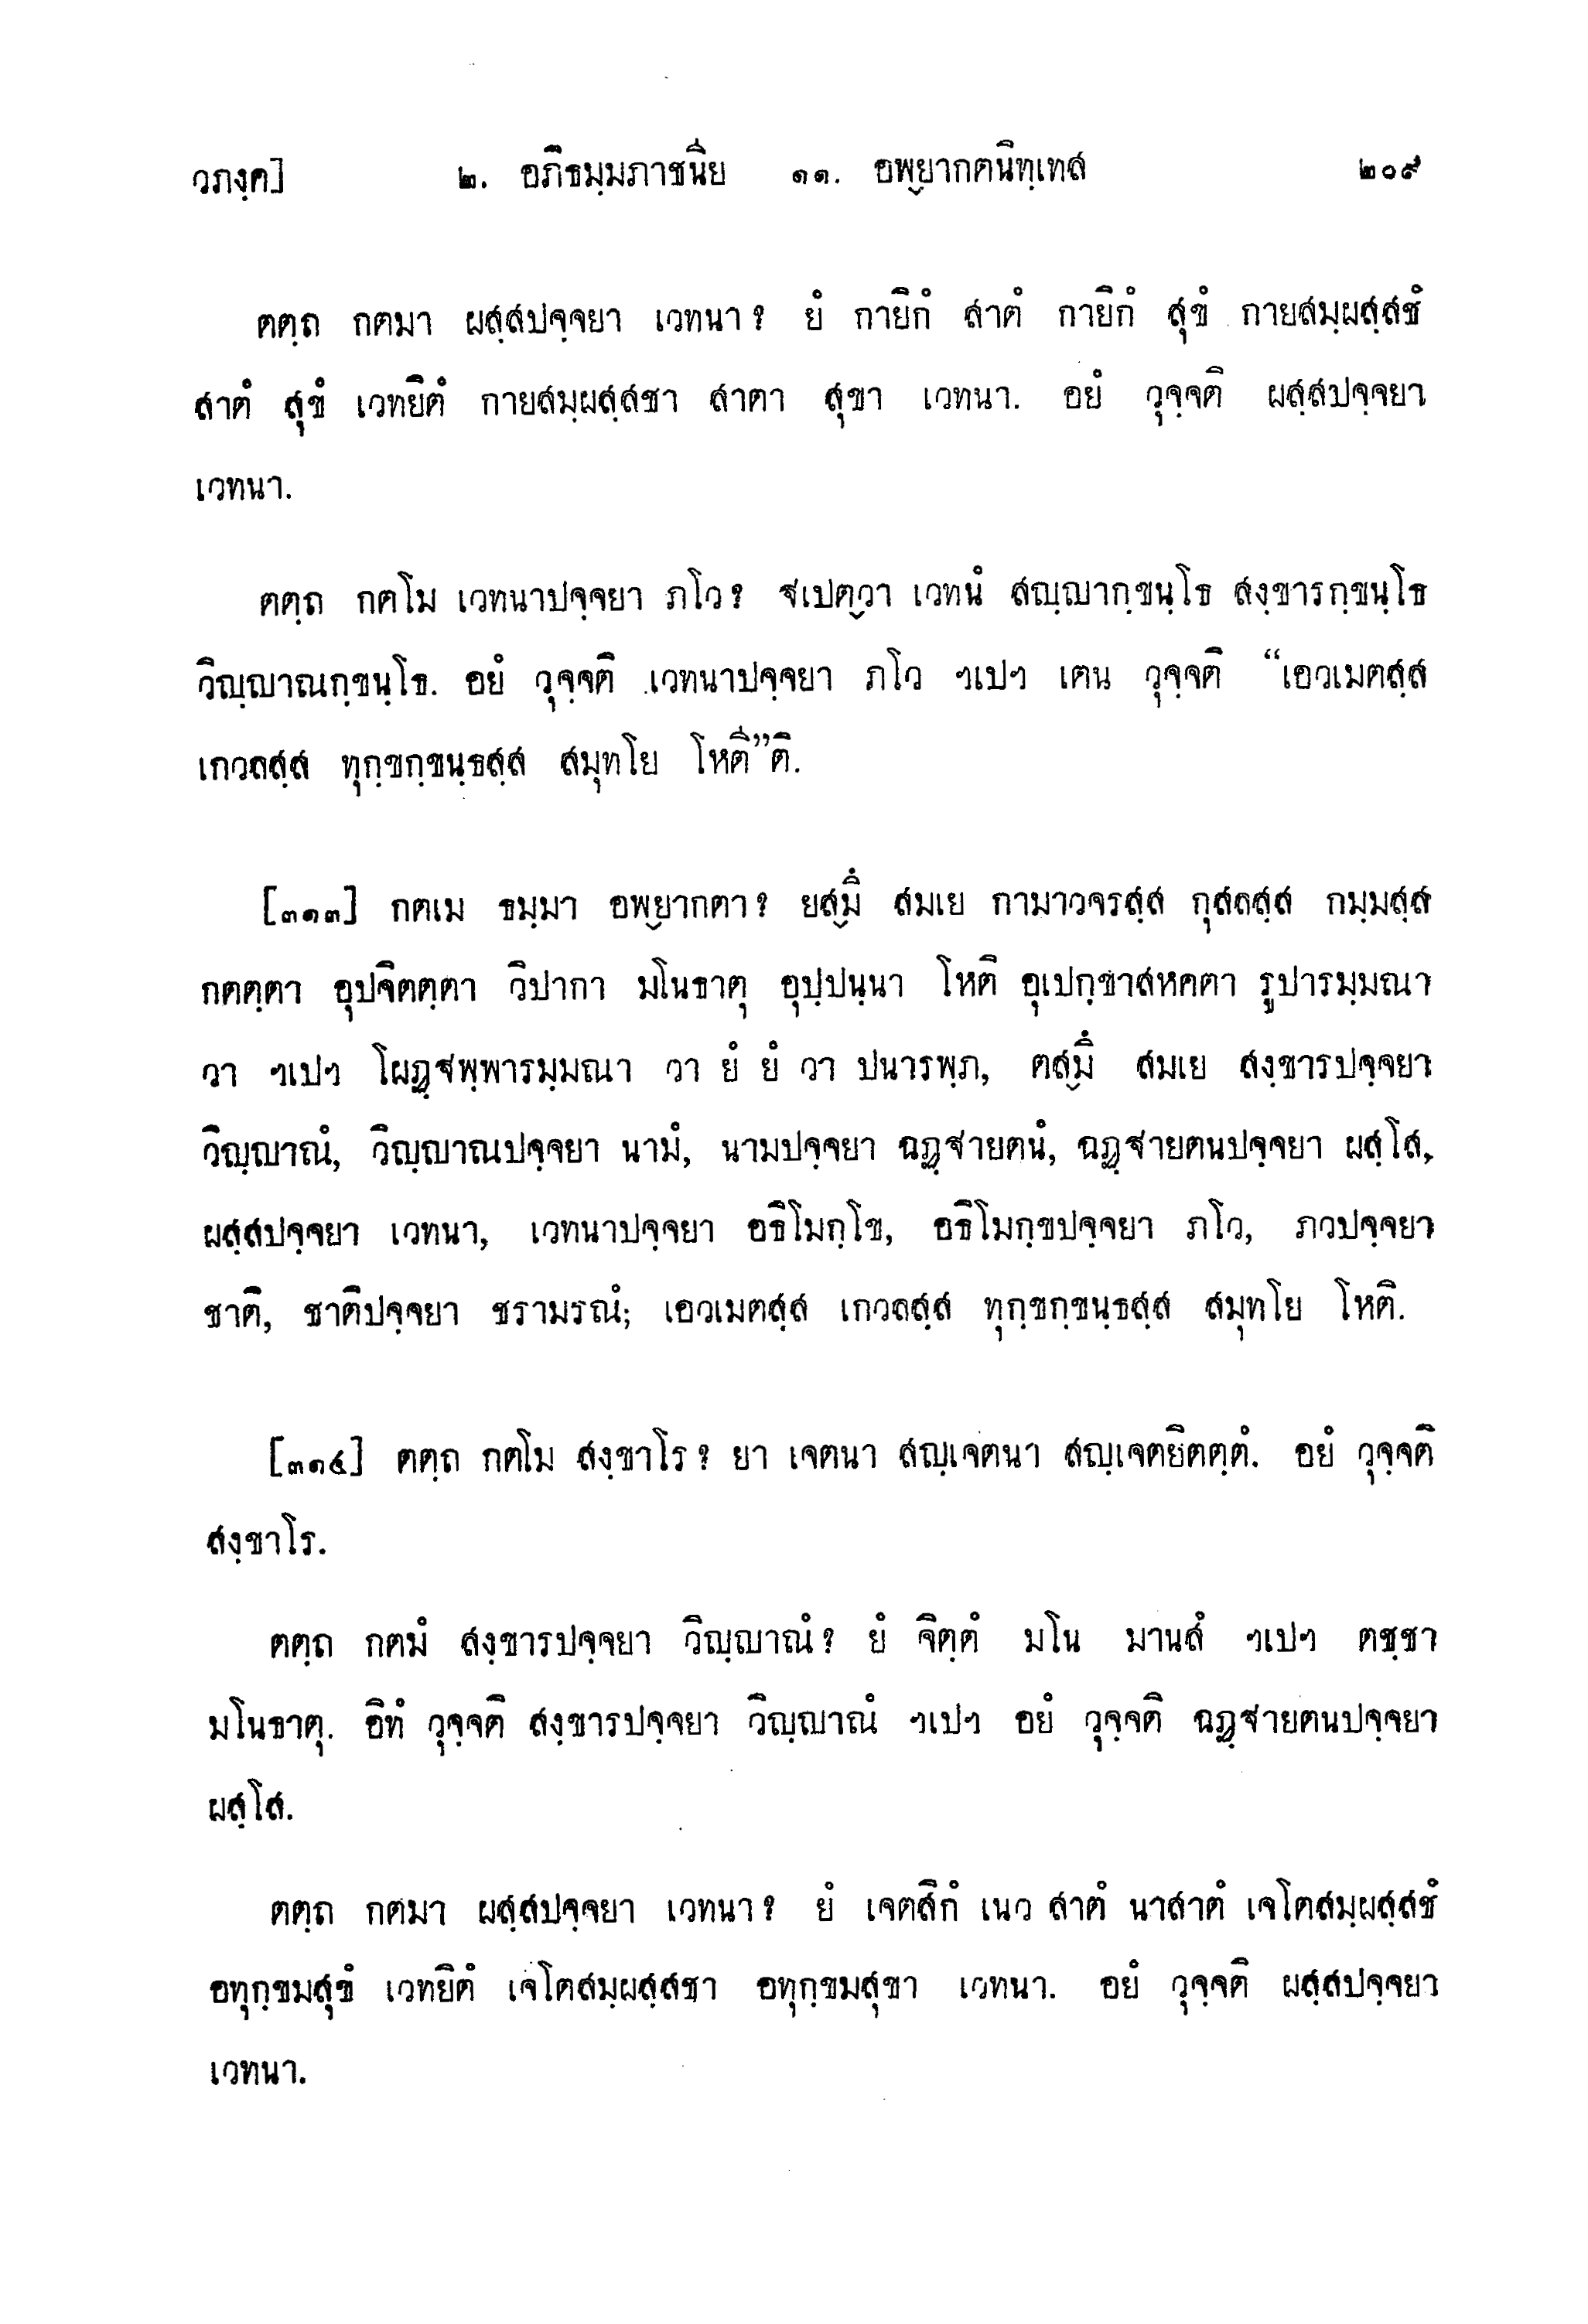 วภงฺค] ๒. อภิธมฺมภาชนิย ๑๑. อพฺยากตนิทฺเทส ๒๐๙
ตตฺถ กตมา ผสฺสปจฺจยา เวทนา? ยํ กายิกํ สาตํ กายิกํ สุขํ กายสมฺผสฺสชํ
สาตํ สุขํ เวทยิตํ กายสมฺผสฺสชา สาตา สุขา เวทนา. อยํ วุจฺจติ ผสฺสปจฺจยา
เวทนา.
ตตฺถ กตโม เวทนาปจฺจยา ภโว? ฐเปตฺวา เวทนํ สญฺญากฺขนฺโธ สงฺขารกฺขนฺโธ
วิญฺญาณกฺขนฺโธ. อยํ วุจฺจติ เวทนาปจฺจยา ภโว ฯเปฯ เตน วุจฺจติ “เอวเมตสฺส
เกวลสฺส ทุกฺขกฺขนฺธสฺส สมุทโย โหตี”ติ.
[๓๑๓] กตเม ธมฺมา อพฺยากตา? ยสฺมึ สมเย กามาวจรสฺส กุสลสฺส กมฺมสฺส
กตตฺตา อุปจิตตฺตา วิปากา มโนธาตุ อุปฺปนฺนา โหติ อุเปกฺขาสหคตา รูปารมฺมณา
วา ฯเปฯ โผฏฺฐพฺพารมฺมณา วา ยํ ยํ วา ปนารพฺภ, ตสฺมึ สมเย สงฺขารปจฺจยา
วิญฺญาณํ, วิญฺญาณปจฺจยา นามํ, นามปจฺจยา ฉฏฺฐายตนํ, ฉฏฺฐายตนปจฺจยา ผสฺโส,
ผสฺสปจฺจยา เวทนา, เวทนาปจฺจยา อธิโมกฺโข, อธิโมกฺขปจฺจยา ภโว, ภวปจฺจยา
ชาติ, ชาติปจฺจยา ชรามรณํ; เอวเมตสฺส เกวลสฺส ทุกฺขกฺขนฺธสฺส สมุทโย โหติ.
[๓๑๔] ตตฺถ กตโม สงฺขาโร? ยา เจตนา สญฺเจตนา สญฺเจตยิตตฺตํ. อยํ วุจฺจติ
สงฺขาโร.
ตตฺถ กตมํ สงฺขารปจฺจยา วิญฺญาณํ? ยํ จิตฺตํ มโน มานสํ ฯเปฯ ตชฺชา
มโนธาตุ. อิทํ วุจฺจติ สงฺขารปจฺจยา วิญฺญาณํ ฯเปฯ อยํ วุจฺจติ ฉฏฺฐายตนปจฺจยา
ผสฺโส.
ตตฺถ กตมา ผสฺสปจฺจยา เวทนา? ยํ เจตสิกํ เนว สาตํ นาสาตํ เจโตสมฺผสฺสชํ
อทุกฺขมสุขํ เวทยิตํ เจโตสมฺผสฺสชา อทุกฺขมสุขา เวทนา. อยํ วุจฺจติ ผสฺสปจฺจยา
เวทนา.